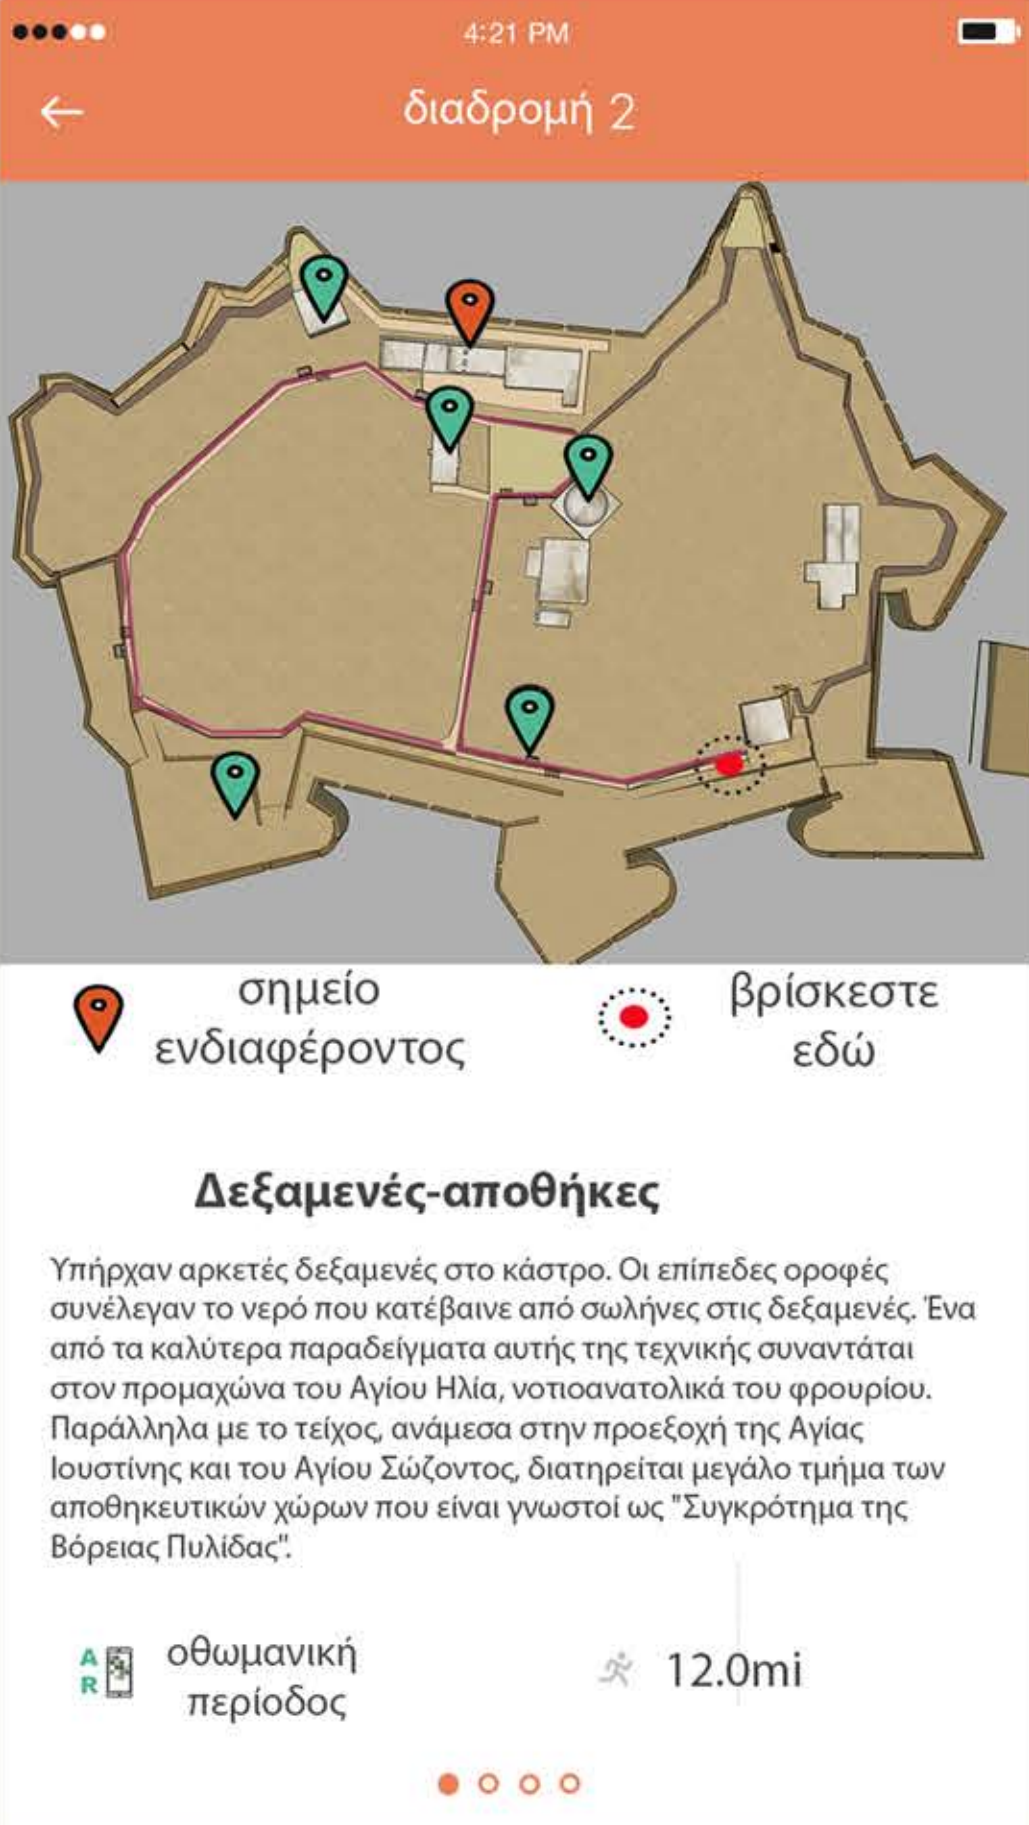 4:21 PM
διαδρομή 2
σημείο
ενδιαφέροντος
βρίσκεστε
εδώ
Δεξαμενές-αποθήκες
Υπήρχαν αρκετές δεξαμενές στο κάστρο. Οι επίπεδες οροφές
συνέλεγαν το νερό που κατέβαινε από σωλήνες στις δεξαμενές. Ένα
από τα καλύτερα παραδείγματα αυτής της τεχνικής συναντάται
στον προμαχώνα του Αγίου Ηλία, νοτιοανατολικά του φρουρίου.
Παράλληλα με το τείχος, ανάμεσα στην προεξοχή της Αγίας
Ιουστίνης και του Αγίου Σώζοντος, διατηρείται μεγάλο τμήμα των
αποθηκευτικών χώρων που είναι γνωστοί ως "Συγκρότημα της
Βόρειας Πυλίδας".
A
R
οθωμανική
περίοδος
12.0mi